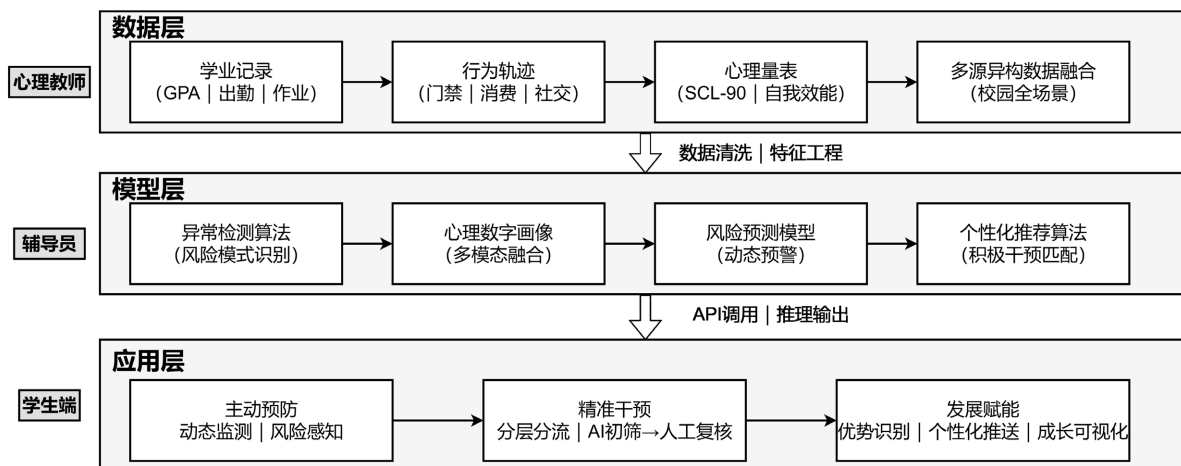 数据层
心理教师
学业记录
（GPA｜出勤｜作业）
行为轨迹
（门禁｜消费｜社交）
心理量表
（SCL-90｜自我效能）
多源异构数据融合
（校园全场景）
数据清洗｜特征工程
模型层
辅导员
异常检测算法
（风险模式识别）
心理数字画像
（多模态融合）
风险预测模型
（动态预警）
个性化推荐算法
（积极干预匹配）
API调用｜推理输出
应用层
学生端
主动预防
动态监测｜风险感知
精准干预
分层分流｜AI初筛→人工复核
发展赋能
优势识别｜个性化推送｜成长可视化